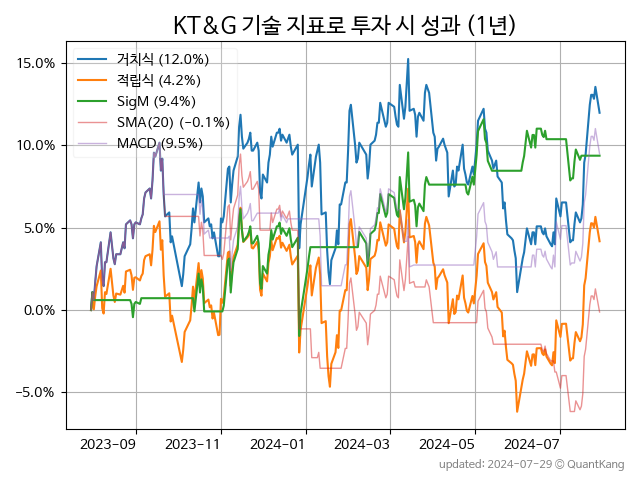 KT&G 기술 지표로 투자 시 성과 (1년)
거치식 (12.0%)
적립식 (4.2%)
SigM (9.4%)
SMA(20) (−0.1%)
MACD (9.5%)
15.0%
10.0%
5.0%
0.0%
−5.0%
2023-09
2023-11
2024-01
2024-03
2024-05
2024-07
updated: 2024-07-29 © QuantKang